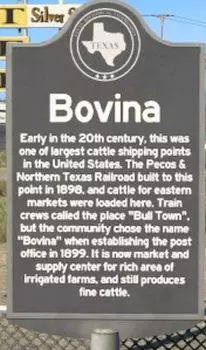 Silver S
TEXAS
Bovina
Early in the 20th century, this was
one of largest cattle shipping points
in the United States. The Pecos &
Northern Texas Railroad built to this
point in 1898, and cattle for eastern
markets were loaded here. Train
crews called the place "Bull Town",
but the community chose the name
"Bovina" when establishing the post
office in 1899. It is now market and
supply center for rich area of
irrigated farms, and still produces
fine cattle.